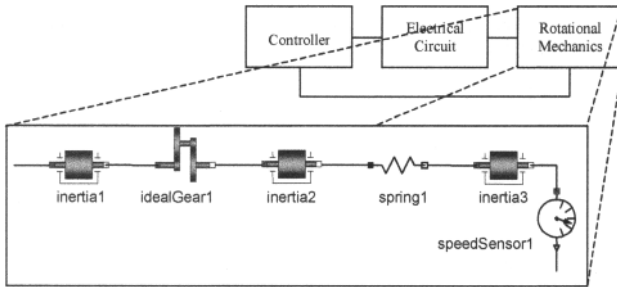 Controller
Electrical
Circuit
Rotational
Mechanics
inertia1
idealGear1
inertia2
spring1
inertia3
speedSensor1